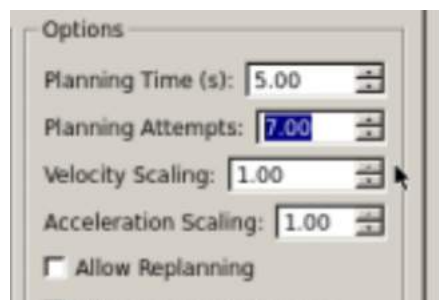 Options
Planning Time (s): 5.00
Planning Attempts: 7.00
Velocity Scaling: 1.00
Acceleration Scaling: 1.00
Allow Replanning